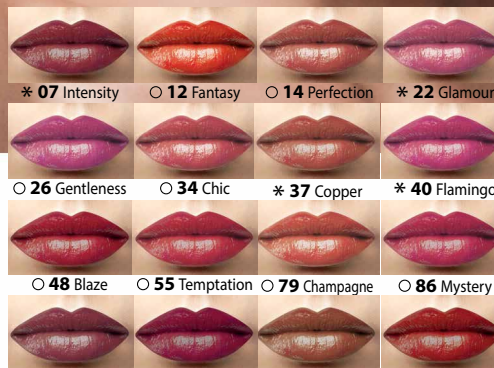 * 07 Intensity ○ 12 Fantasy ○ 14 Perfection * 22 Glamour
○ 26 Gentleness ○ 34 Chic * 37 Copper * 40 Flamingo
○ 48 Blaze ○ 55 Temptation ○ 79 Champagne ○ 86 Mystery